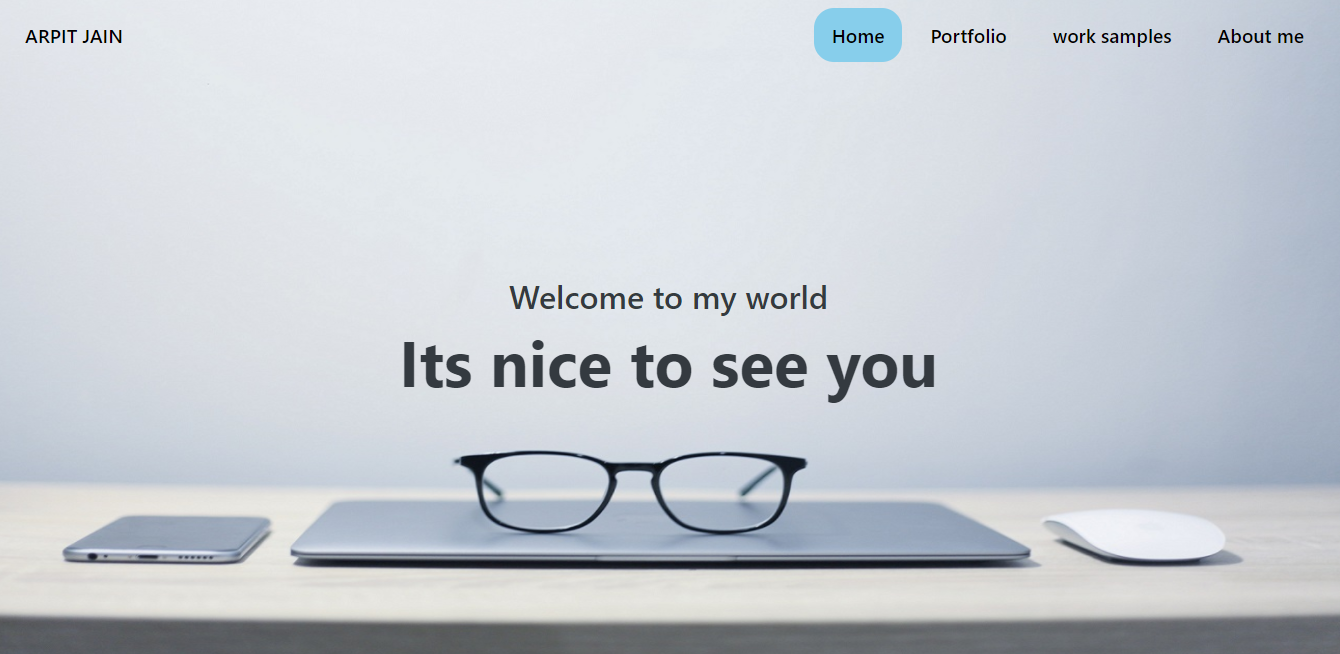 ARPIT JAIN
Home
Portfolio
work samples
About me
Welcome to my world
Its nice to see you